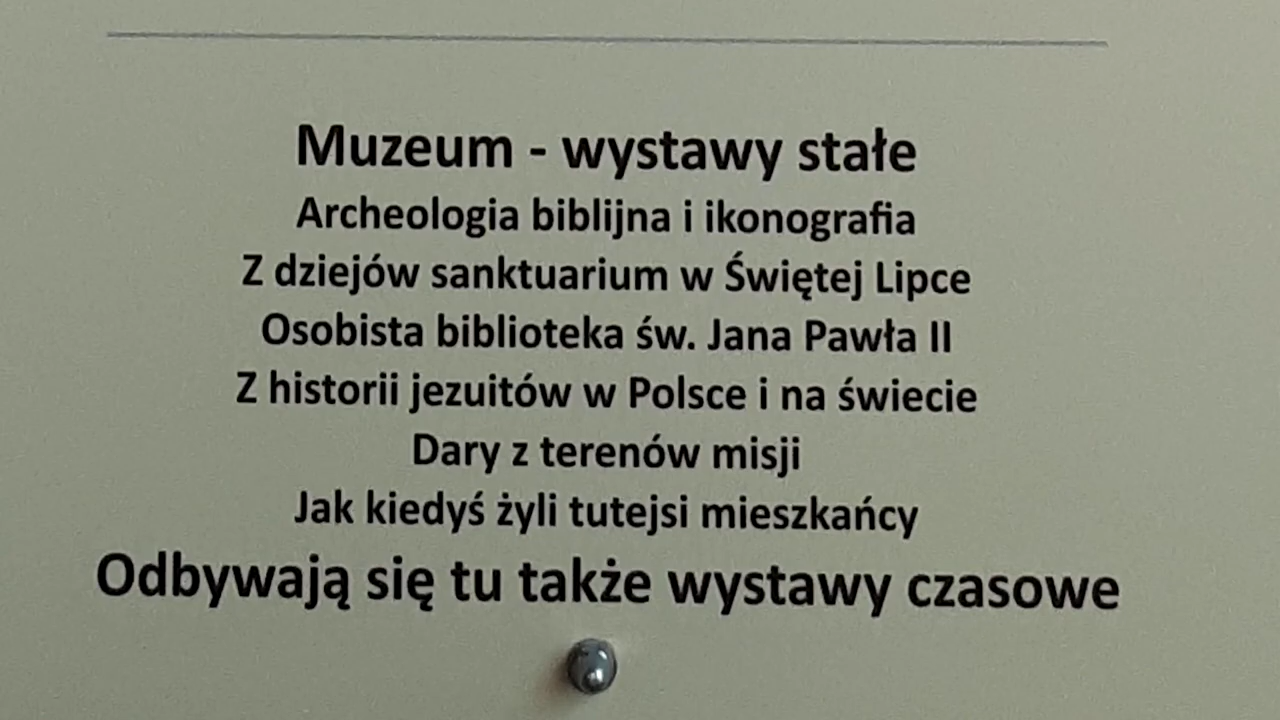 Muzeum - wystawy stałe
Archeologia biblijna i ikonografia
Z dziejów sanktuarium w Świętej Lipce
Osobista biblioteka św. Jana Pawła II
Z historii jezuitów w Polsce i na świecie
Dary z terenów misji
Jak kiedyś żyli tutejsi mieszkańcy
Odbywają się tu także wystawy czasowe